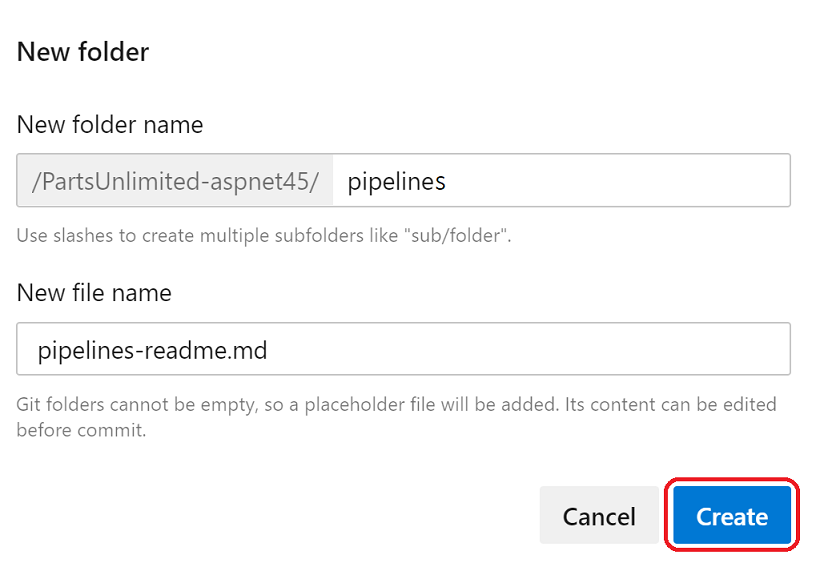 New folder
New folder name
/PartsUnlimited-aspnet45/ pipelines
Use slashes to create multiple subfolders like "sub/folder".
New file name
pipelines-readme.md
Git folders cannot be empty, so a placeholder file will be added. Its content can be edited
before commit.
Cancel Create